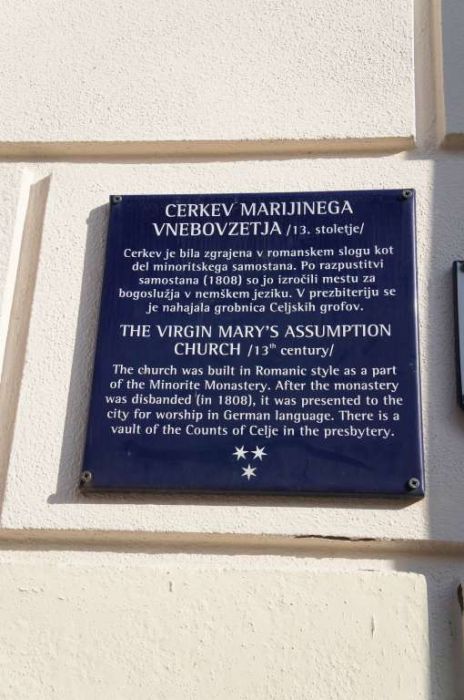 CERKEV MARIJINEGA
VNEBOVZETJA /13. stoletje/
Cerkev je bila zgrajena v romanskem slogu kot
del minoritskega samostana. Po razpustitvi
samostana (1808) so jo izročili mestu za
bogoslužja v nemškem jeziku. V prezbiteriju se
je nahajala grobnica Celjskih grofov.
THE VIRGIN MARY'S ASSUMPTION
CHURCH /13th century/
The church was built in Romanic style as a part
of the Minorite Monastery. After the monastery
was disbanded (in 1808), it was presented to the
city for worship in German language. There is a
vault of the Counts of Celje in the presbytery.